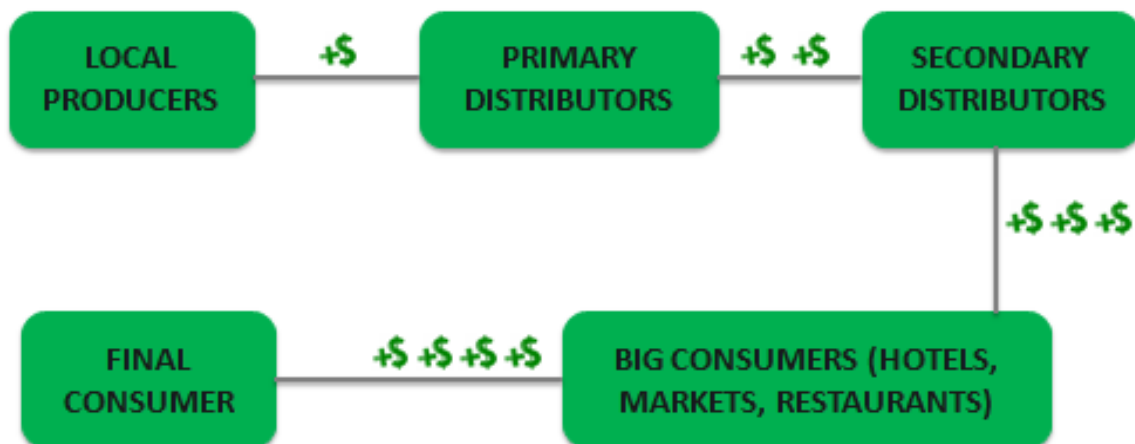 LOCAL
PRODUCERS
+$
PRIMARY
DISTRIBUTORS
+$ +$
SECONDARY
DISTRIBUTORS
+$ +$ +$
FINAL
CONSUMER
+$ +$ +$ +$
BIG CONSUMERS (HOTELS,
MARKETS, RESTAURANTS)